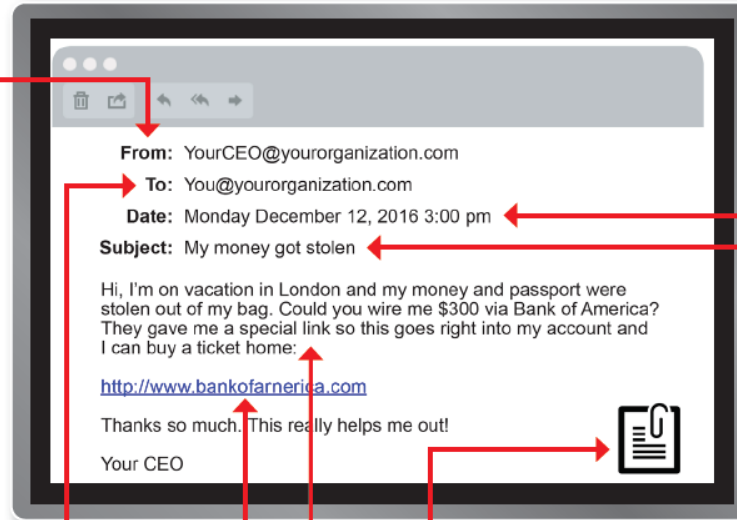 From: YourCEO@yourorganization.com
To: You@yourorganization.com
Date: Monday December 12, 2016 3:00 pm
Subject: My money got stolen
Hi, I'm on vacation in London and my money and passport were
stolen out of my bag. Could you wire me $300 via Bank of America?
They gave me a special link so this goes right into my account and
I can buy a ticket home:
http://www.bankofarnerica.com
Thanks so much. This really helps me out!
Your CEO